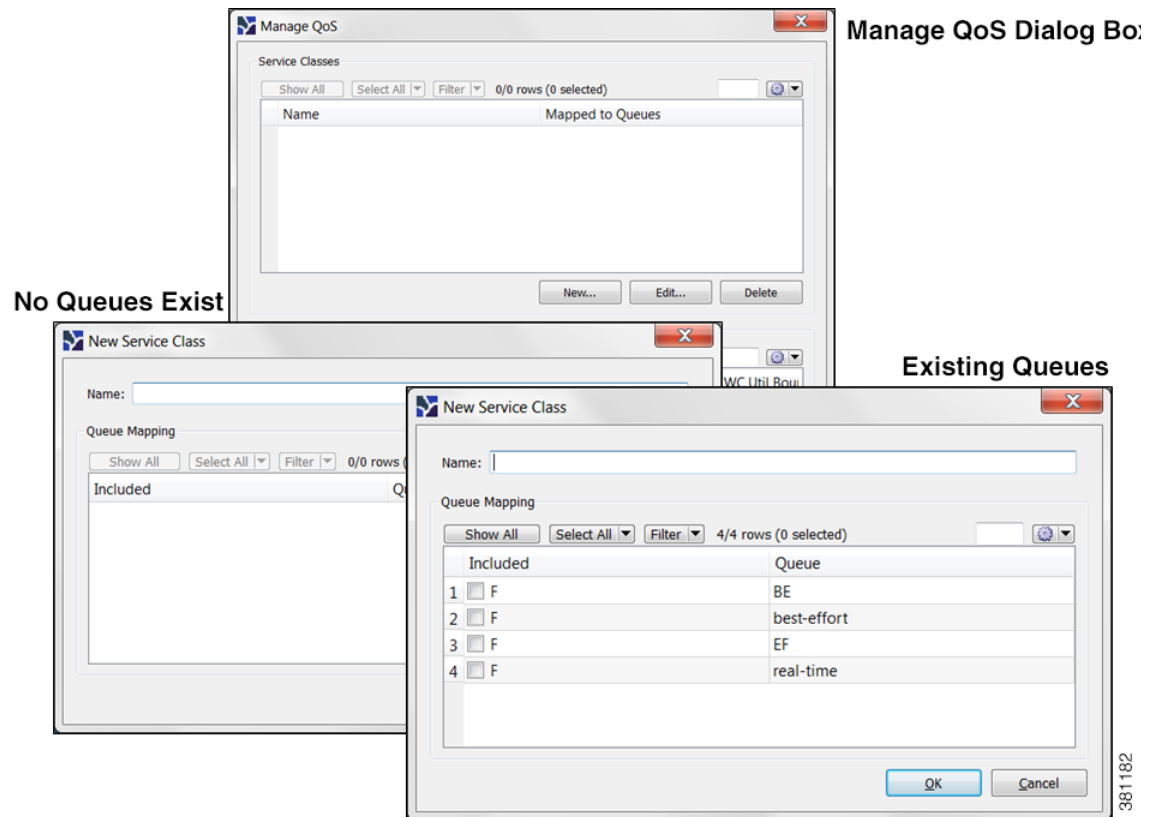 Manage QoS
Manage QoS Dialog Box
Service Classes
Show All Select All Filter 0/0 rows (0 selected)
Name Mapped to Queues
New... Edit... Delete
No Queues Exist
New Service Class
WC Util Bou
Name:
Queue Mapping
Show All Select All Filter 0/0 rows (
Included
Existing Queues
New Service Class
Name:
Queue Mapping
Show All Select All Filter 4/4 rows (0 selected)
Included Queue
1 F BE
2 F best-effort
3 F EF
4 F real-time
OK Cancel
381182